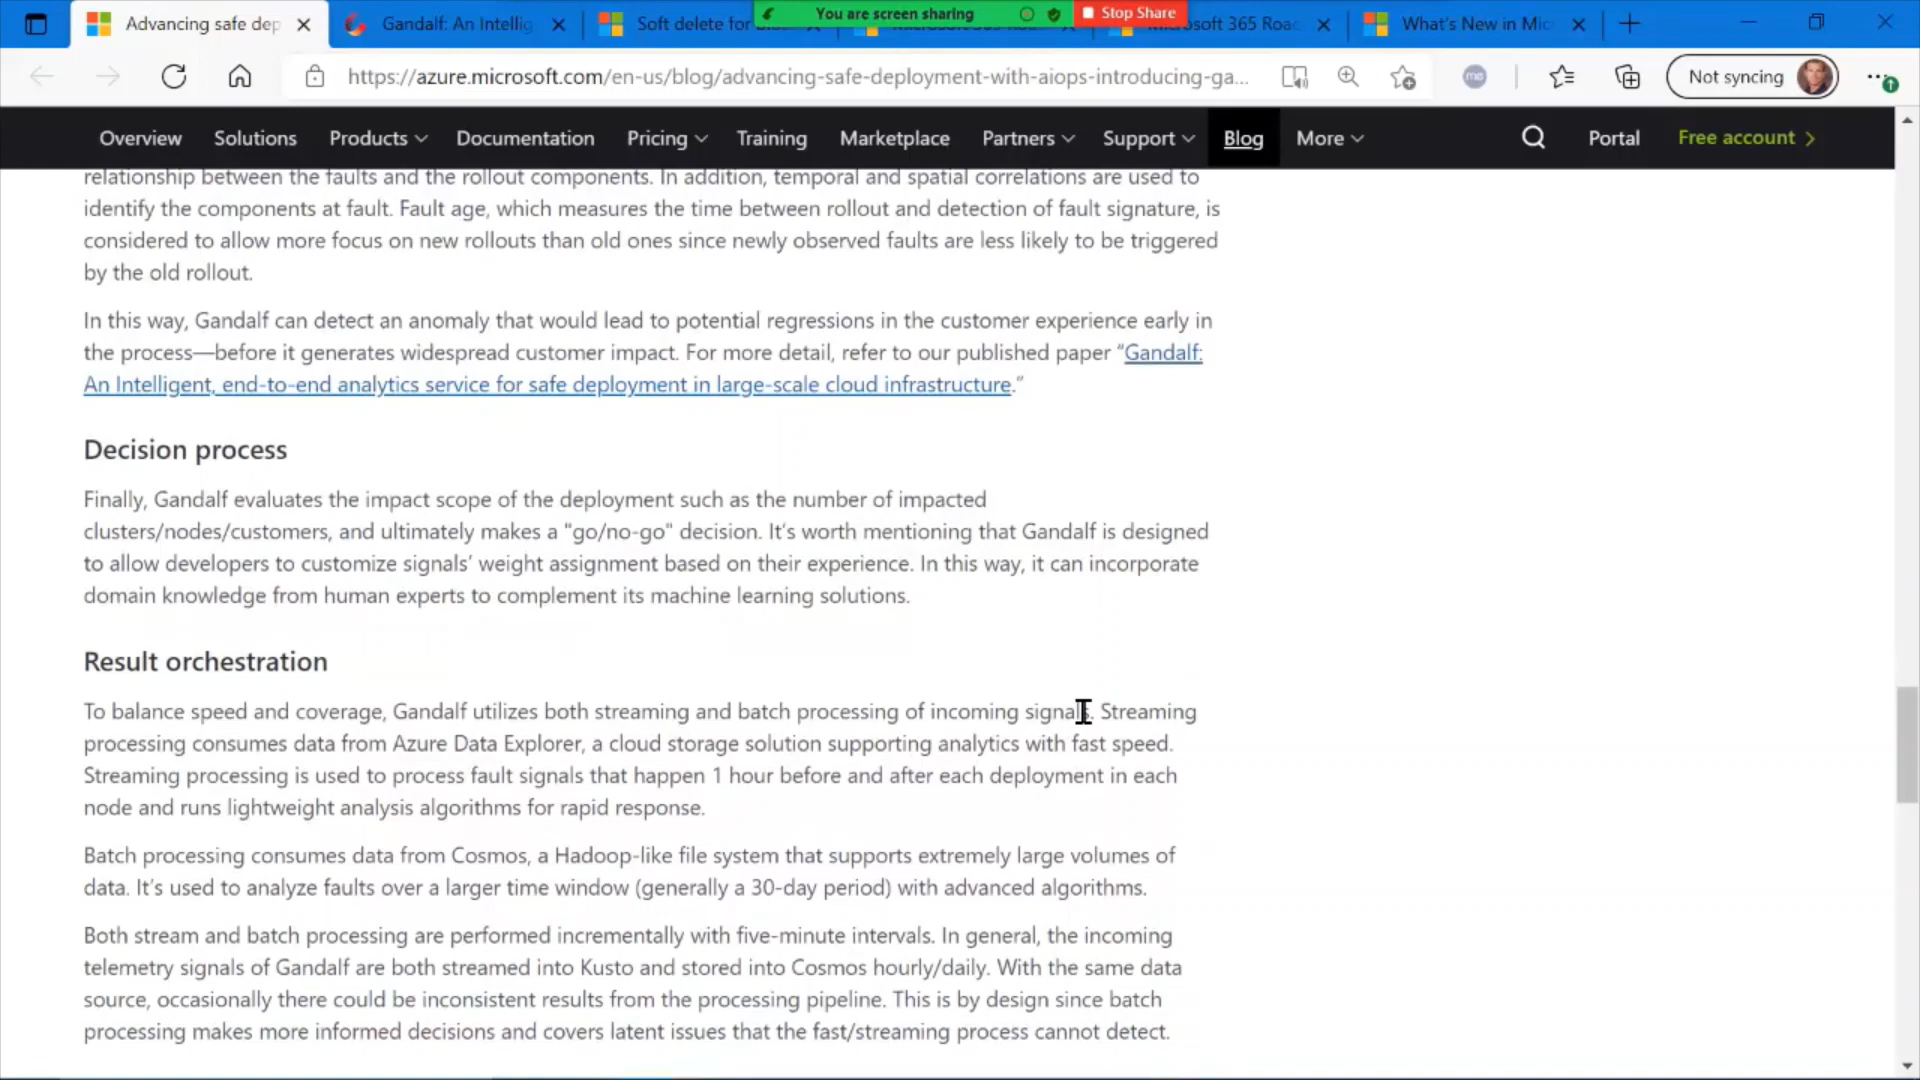 Advancing safe dep
Gandalf: An Intellig
Soft delete for
You are screen sharing
Stop Share
Microsoft 365 Roa
What's New in Mic
https://azure.microsoft.com/en-us/blog/advancing-safe-deployment-with-aiops-introducing-ga...
Not syncing
Overview
Solutions
Products
Documentation
Pricing
Training
Marketplace
Partners
Support
Blog
More
Portal
Free account
relationship between the faults and the rollout components. In addition, temporal and spatial correlations are used to
identify the components at fault. Fault age, which measures the time between rollout and detection of fault signature, is
considered to allow more focus on new rollouts than old ones since newly observed faults are less likely to be triggered
by the old rollout.
In this way, Gandalf can detect an anomaly that would lead to potential regressions in the customer experience early in
the process—before it generates widespread customer impact. For more detail, refer to our published paper “Gandalf:
An Intelligent, end-to-end analytics service for safe deployment in large-scale cloud infrastructure.”
Decision process
Finally, Gandalf evaluates the impact scope of the deployment such as the number of impacted
clusters/nodes/customers, and ultimately makes a "go/no-go" decision. It’s worth mentioning that Gandalf is designed
to allow developers to customize signals’ weight assignment based on their experience. In this way, it can incorporate
domain knowledge from human experts to complement its machine learning solutions.
Result orchestration
To balance speed and coverage, Gandalf utilizes both streaming and batch processing of incoming signals. Streaming
processing consumes data from Azure Data Explorer, a cloud storage solution supporting analytics with fast speed.
Streaming processing is used to process fault signals that happen 1 hour before and after each deployment in each
node and runs lightweight analysis algorithms for rapid response.
Batch processing consumes data from Cosmos, a Hadoop-like file system that supports extremely large volumes of
data. It’s used to analyze faults over a larger time window (generally a 30-day period) with advanced algorithms.
Both stream and batch processing are performed incrementally with five-minute intervals. In general, the incoming
telemetry signals of Gandalf are both streamed into Kusto and stored into Cosmos hourly/daily. With the same data
source, occasionally there could be inconsistent results from the processing pipeline. This is by design since batch
processing makes more informed decisions and covers latent issues that the fast/streaming process cannot detect.